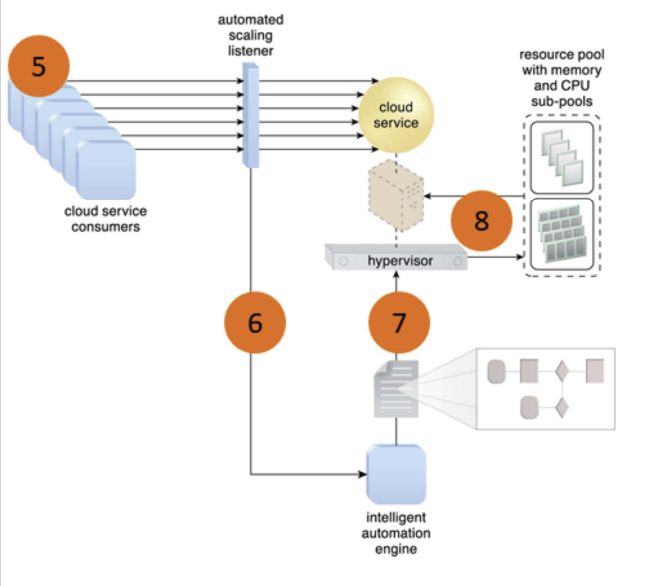 automated
scaling
listener
5
resource pool
with memory
and CPU
sub-pools
cloud
service
cloud service
consumers
8
hypervisor
6
7
intelligent
automation
engine